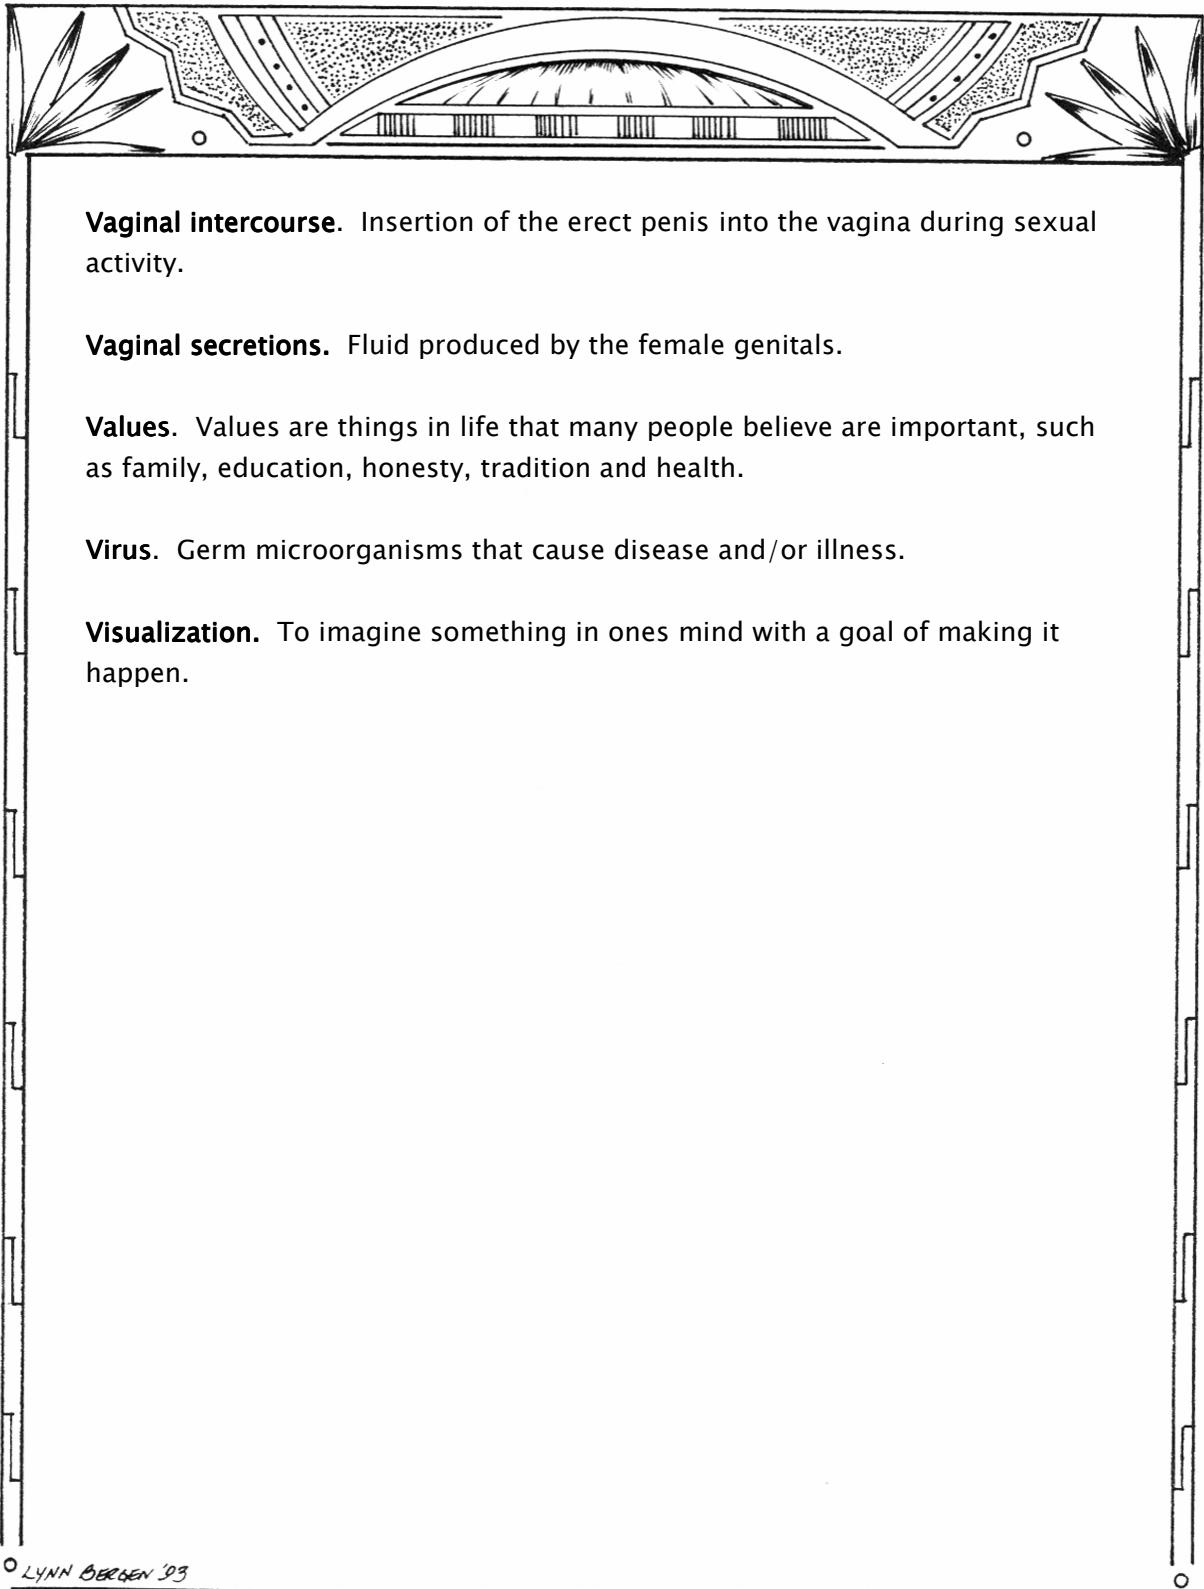 Vaginal intercourse.  Insertion of the erect penis into the vagina during sexual
activity.
Vaginal secretions.  Fluid produced by the female genitals.
Values.  Values are things in life that many people believe are important, such
as family, education, honesty, tradition and health.
Virus.  Germ microorganisms that cause disease and/or illness.
Visualization.  To imagine something in ones mind with a goal of making it
happen.
LYNN BERGEN '93